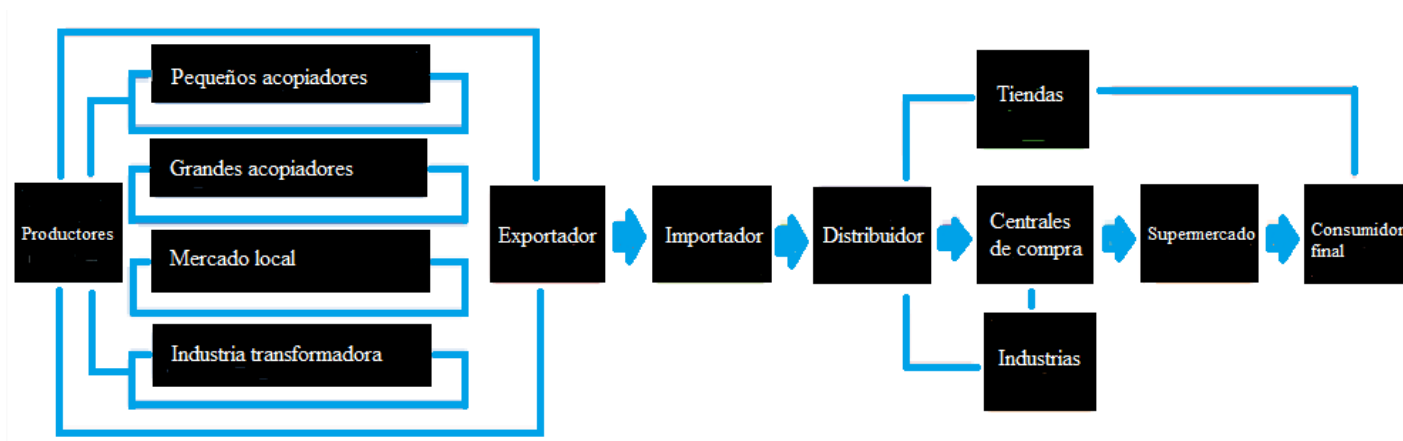 Pequeños acopiadores
Grandes acopiadores
Productores
Mercado local
Industria transformadora
Exportador
Importador
Distribuidor
Tiendas
Centrales
de compra
Industrias
Supermercado
Consumidor
final